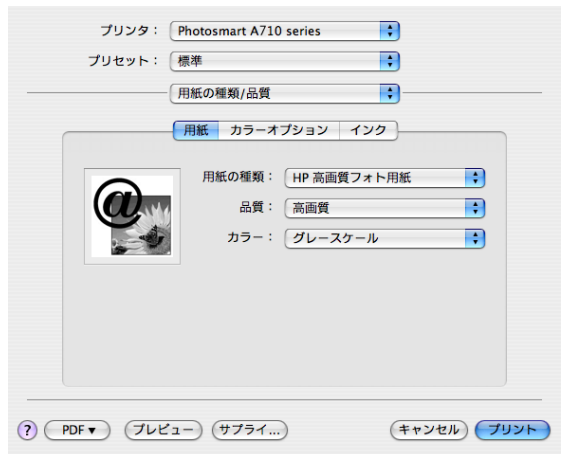 プリンタ： Photosmart A710 series
プリセット： 標準
用紙の種類/品質
用紙 カラーオプション インク
用紙の種類： HP 高画質フォト用紙
品質： 高画質
カラー： グレースケール
@
? PDF▼ プレビュー サプライ... キャンセル プリント